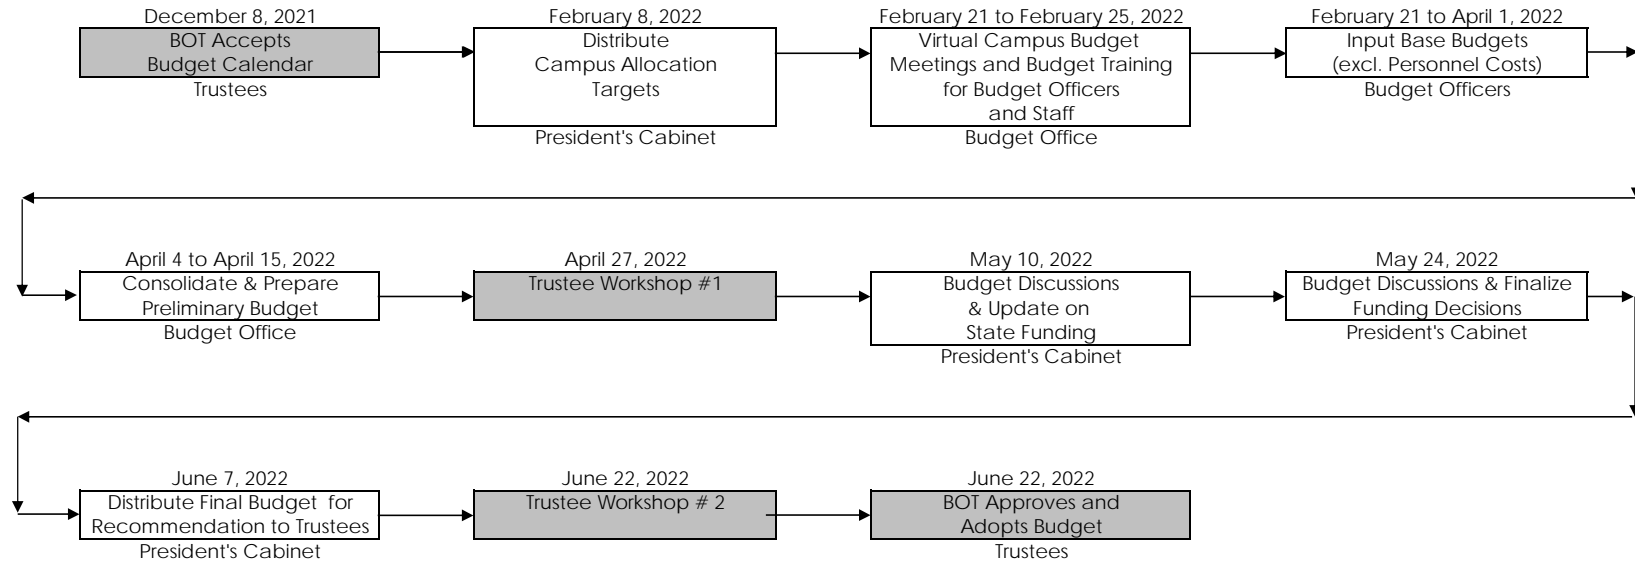 December 8, 2021
BOT Accepts
Budget Calendar
Trustees
February 8, 2022
Distribute
Campus Allocation
Targets
President's Cabinet
February 21 to February 25, 2022
Virtual Campus Budget
Meetings and Budget Training
for Budget Officers
and Staff
Budget Office
February 21 to April 1, 2022
Input Base Budgets
(excl. Personnel Costs)
Budget Officers
April 4 to April 15, 2022
Consolidate & Prepare
Preliminary Budget
Budget Office
April 27, 2022
Trustee Workshop #1
May 10, 2022
Budget Discussions
& Update on
State Funding
President's Cabinet
May 24, 2022
Budget Discussions & Finalize
Funding Decisions
President's Cabinet
June 7, 2022
Distribute Final Budget for
Recommendation to Trustees
President's Cabinet
June 22, 2022
Trustee Workshop # 2
June 22, 2022
BOT Approves and
Adopts Budget
Trustees